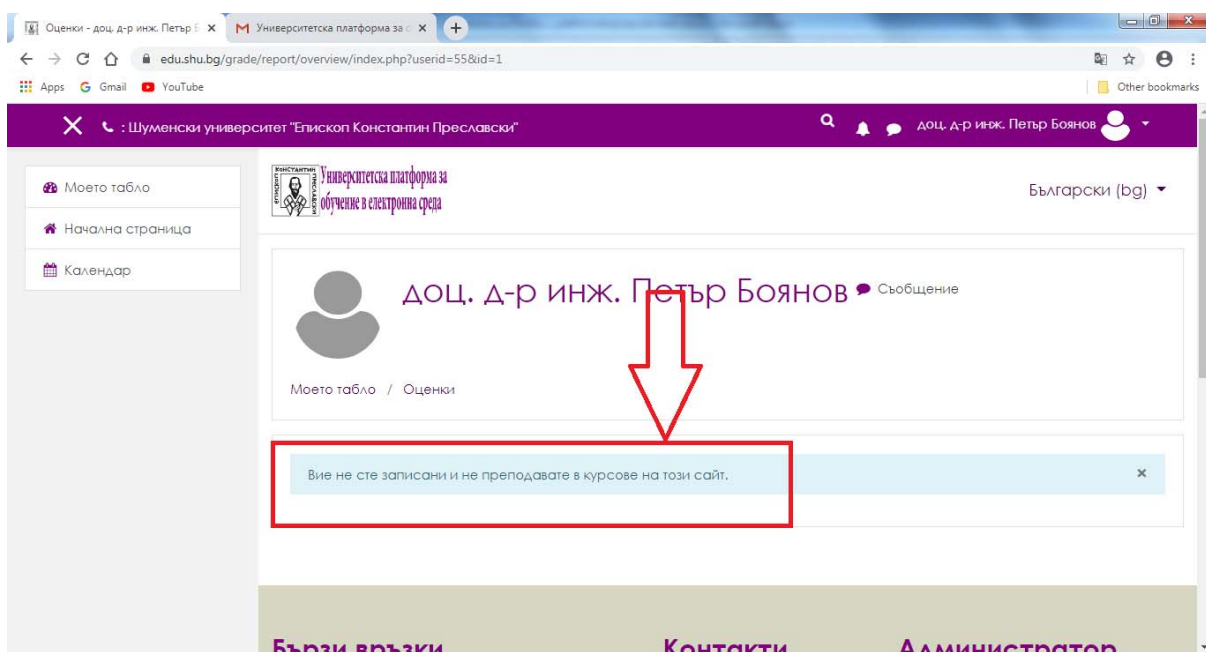 Оценки - доц. д-р инж. Петър Б
Университетска платформа за о
edu.shu.bg/grade/report/overview/index.php?userid=55&id=1
Apps Gmail YouTube Other bookmarks
: Шуменски университет "Епископ Константин Преславски" доц. д-р инж. Петър Боянов
Моето табло
Начална страница
Календар
Университетска платформа за
обучение в електронна среда
Български (bg)
доц. д-р инж. Петър Боянов Съобщение
Моето табло / Оценки
Вие не сте записани и не преподавате в курсове на този сайт.
Бързи връзки Контакти Администратор